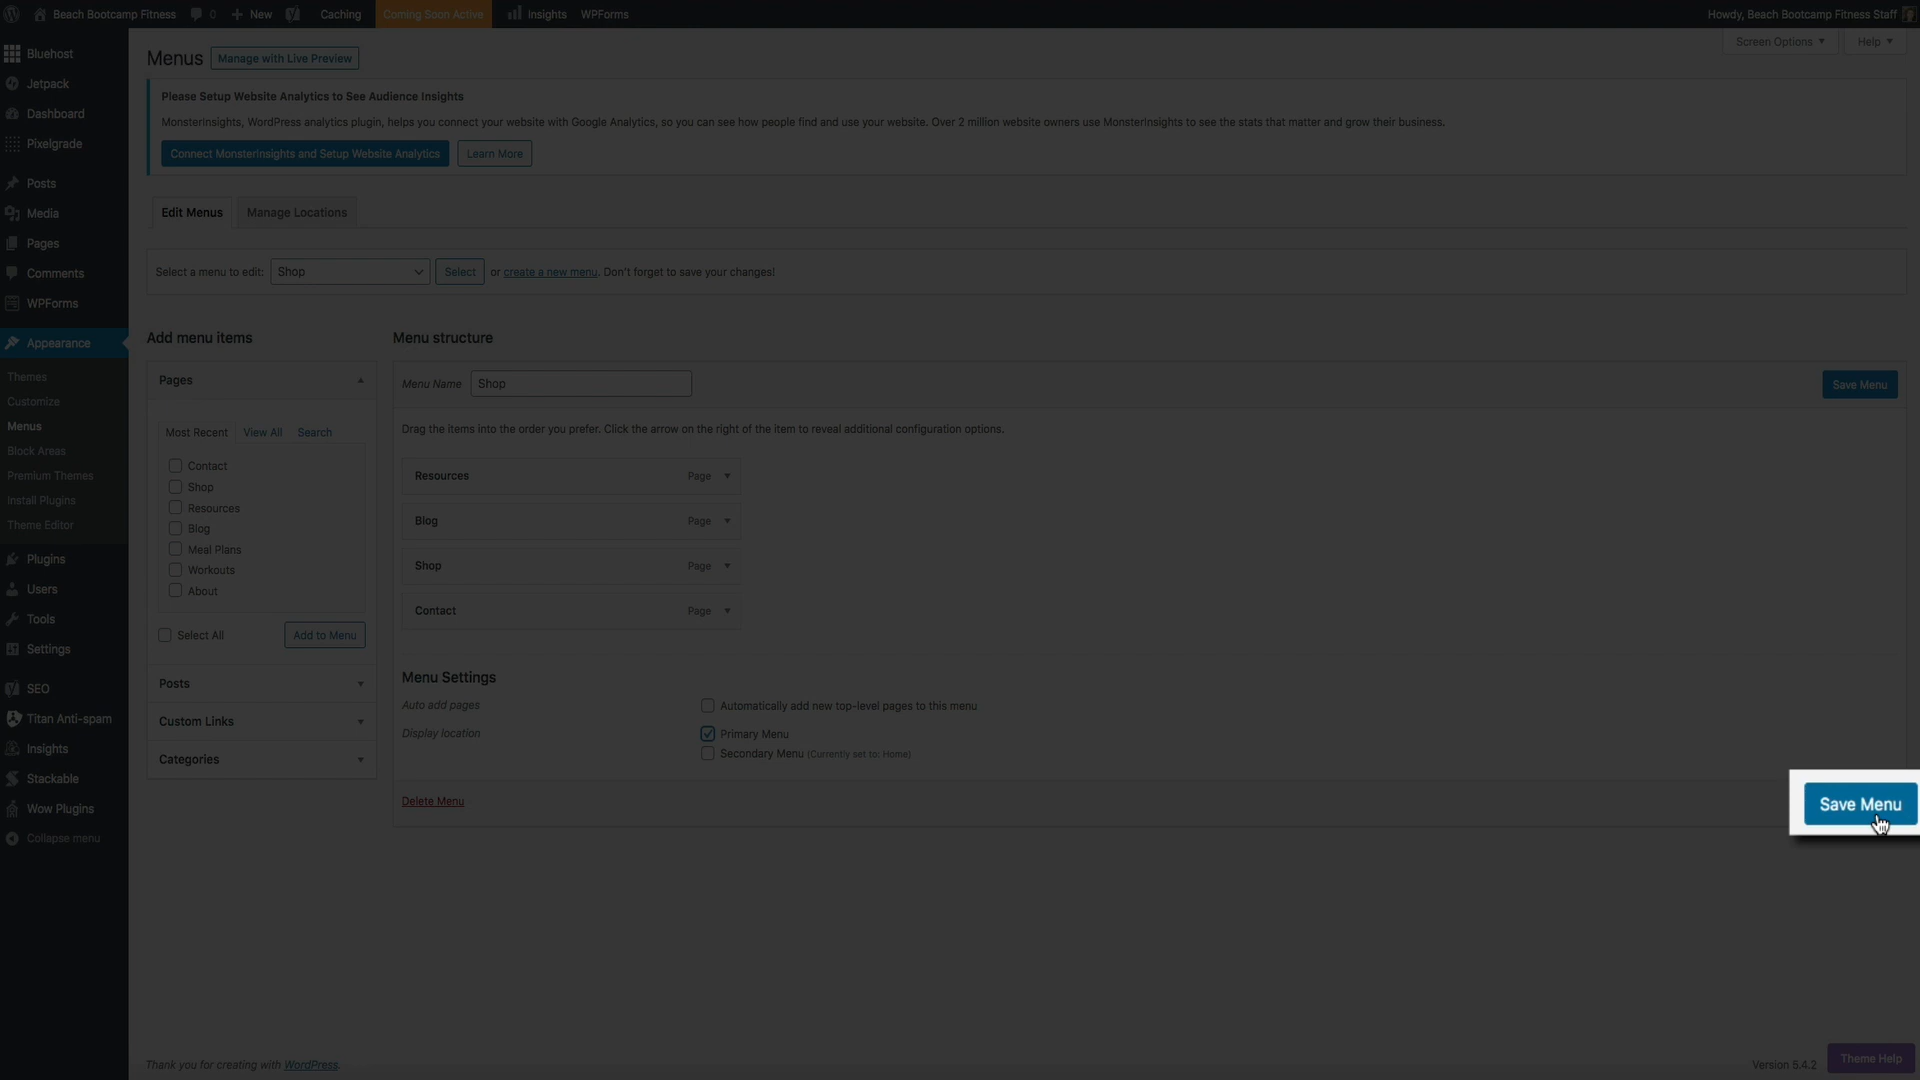 Beach Bootcamp Fitness 0 New Caching Coming Soon Active Insights WPForms Howdy, Beach Bootcamp Fitness Staff
Screen Options Help
Bluehost
Jetpack
Dashboard
Pixelgrade
Posts
Media
Pages
Comments
WPForms
Appearance
Themes
Customize
Menus
Block Areas
Premium Themes
Install Plugins
Theme Editor
Plugins
Users
Tools
Settings
SEO
Titan Anti-spam
Insights
Stackable
Wow Plugins
Collapse menu
Menus Manage with Live Preview
Please Setup Website Analytics to See Audience Insights
MonsterInsights, WordPress analytics plugin, helps you connect your website with Google Analytics, so you can see how people find and use your website. Over 2 million website owners use MonsterInsights to see the stats that matter and grow their business.
Connect MonsterInsights and Setup Website Analytics Learn More
Edit Menus Manage Locations
Select a menu to edit: Shop Select or create a new menu. Don't forget to save your changes!
Add menu items
Pages
Most Recent View All Search
Contact
Shop
Resources
Blog
Meal Plans
Workouts
About
Select All Add to Menu
Posts
Custom Links
Categories
Menu structure
Menu Name Shop Save Menu
Drag the items into the order you prefer. Click the arrow on the right of the item to reveal additional configuration options.
Resources Page
Blog Page
Shop Page
Contact Page
Menu Settings
Auto add pages Automatically add new top-level pages to this menu
Display location Primary Menu
Secondary Menu (Currently set to: Home)
Delete Menu Save Menu
Thank you for creating with WordPress. Version 5.4.2 Theme Help